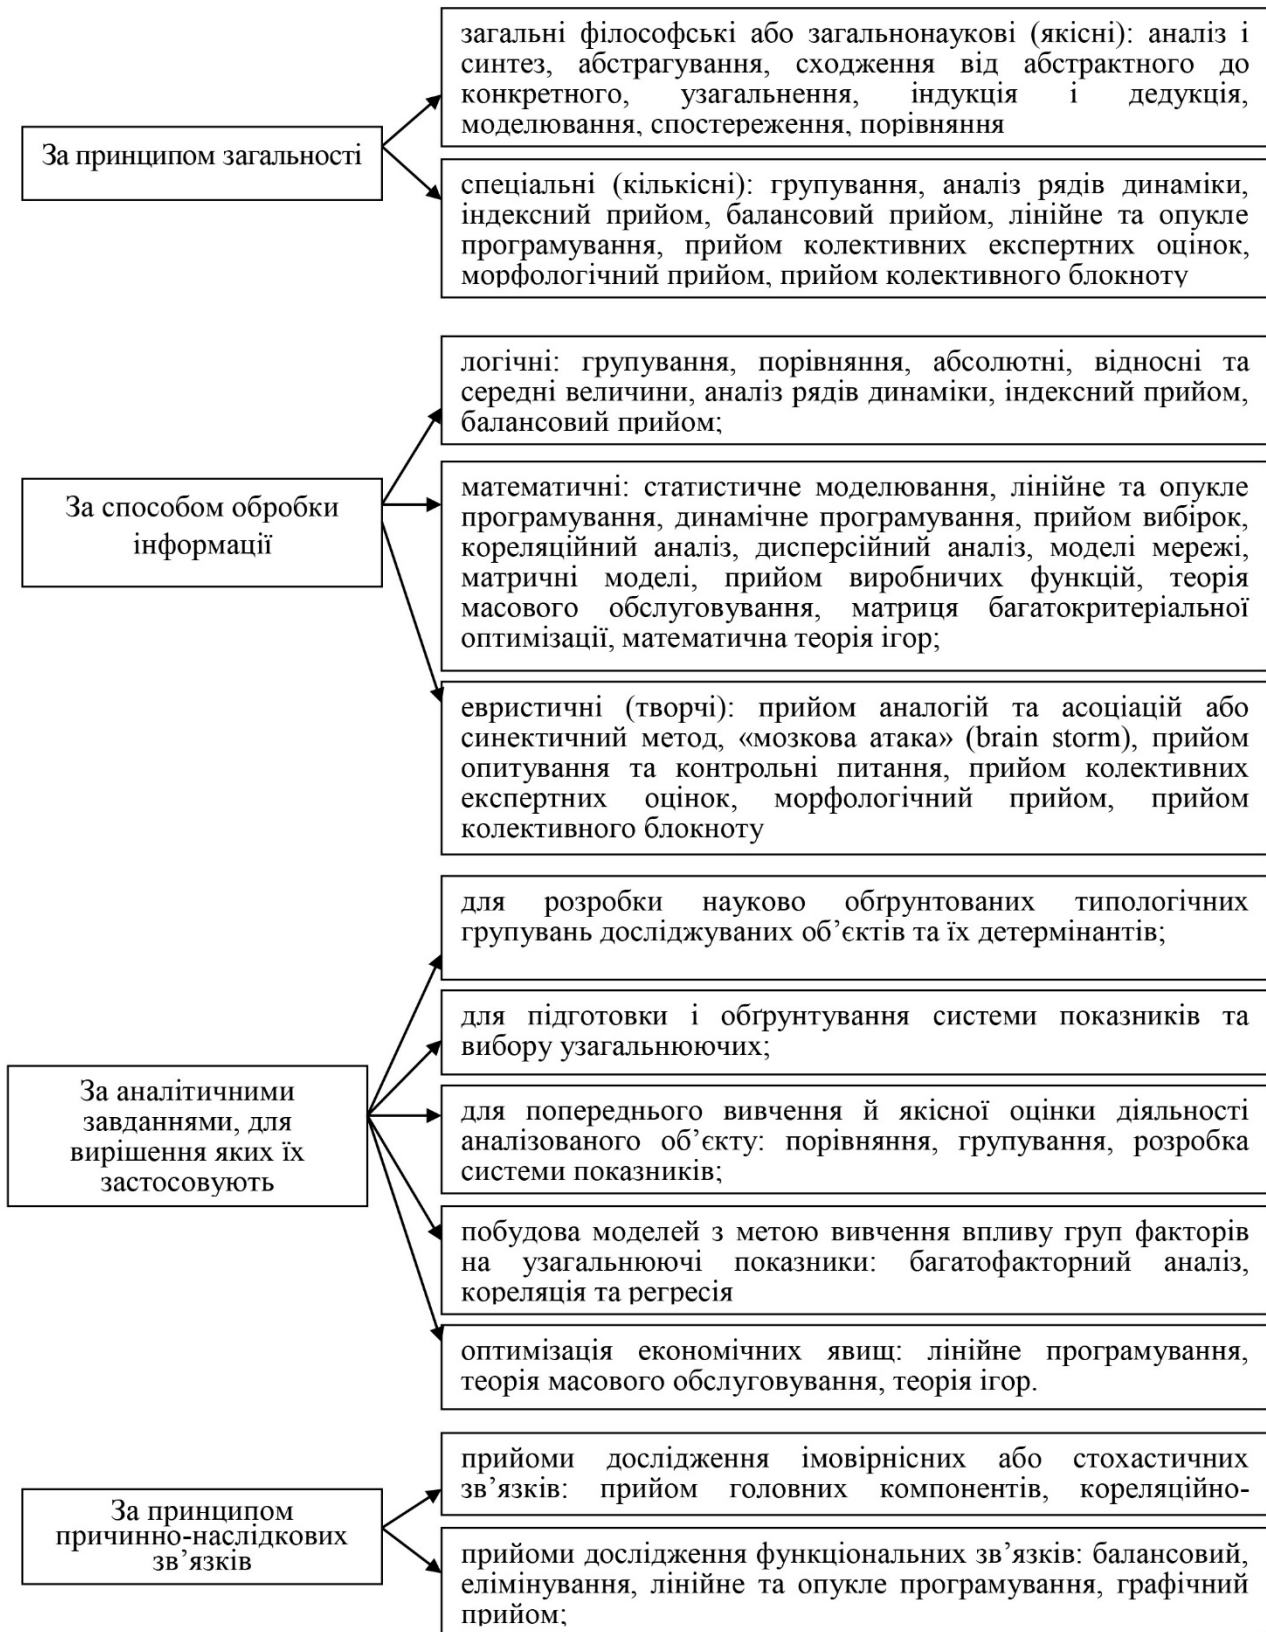 загальні філософські або загальнонаукові (якісні): аналіз і
синтез, абстрагування, сходження від абстрактного до
конкретного, узагальнення, індукція і дедукція,
моделювання, спостереження, порівняння
За принципом загальності
спеціальні (кількісні): групування, аналіз рядів динаміки,
індексний прийом, балансовий прийом, лінійне та опукле
програмування, прийом колективних експертних оцінок,
морфологічний прийом, прийом колективного блокноту
логічні: групування, порівняння, абсолютні, відносні та
середні величини, аналіз рядів динаміки, індексний прийом,
балансовий прийом;
За способом обробки
інформації
математичні: статистичне моделювання, лінійне та опукле
програмування, динамічне програмування, прийом вибірок,
кореляційний аналіз, дисперсійний аналіз, моделі мережі,
матричні моделі, прийом виробничих функцій, теорія
масового обслуговування, матриця багатокритеріальної
оптимізації, математична теорія ігор;
евристичні (творчі): прийом аналогій та асоціацій або
синектичний метод, «мозкова атака» (brain storm), прийом
опитування та контрольні питання, прийом колективних
експертних оцінок, морфологічний прийом, прийом
колективного блокноту
для розробки науково обґрунтованих типологічних
групувань досліджуваних об’єктів та їх детермінантів;
для підготовки і обґрунтування системи показників та
вибору узагальнюючих;
За аналітичними
завданнями, для
вирішення яких їх
застосовують
для попереднього вивчення й якісної оцінки діяльності
аналізованого об’єкту: порівняння, групування, розробка
системи показників;
побудова моделей з метою вивчення впливу груп факторів
на узагальнюючі показники: багатофакторний аналіз,
кореляція та регресія
оптимізація економічних явищ: лінійне програмування,
теорія масового обслуговування, теорія ігор.
прийоми дослідження імовірнісних або стохастичних
зв’язків: прийом головних компонентів, кореляційно-
За принципом
причинно-наслідкових
зв’язків
прийоми дослідження функціональних зв’язків: балансовий,
елімінування, лінійне та опукле програмування, графічний
прийом;